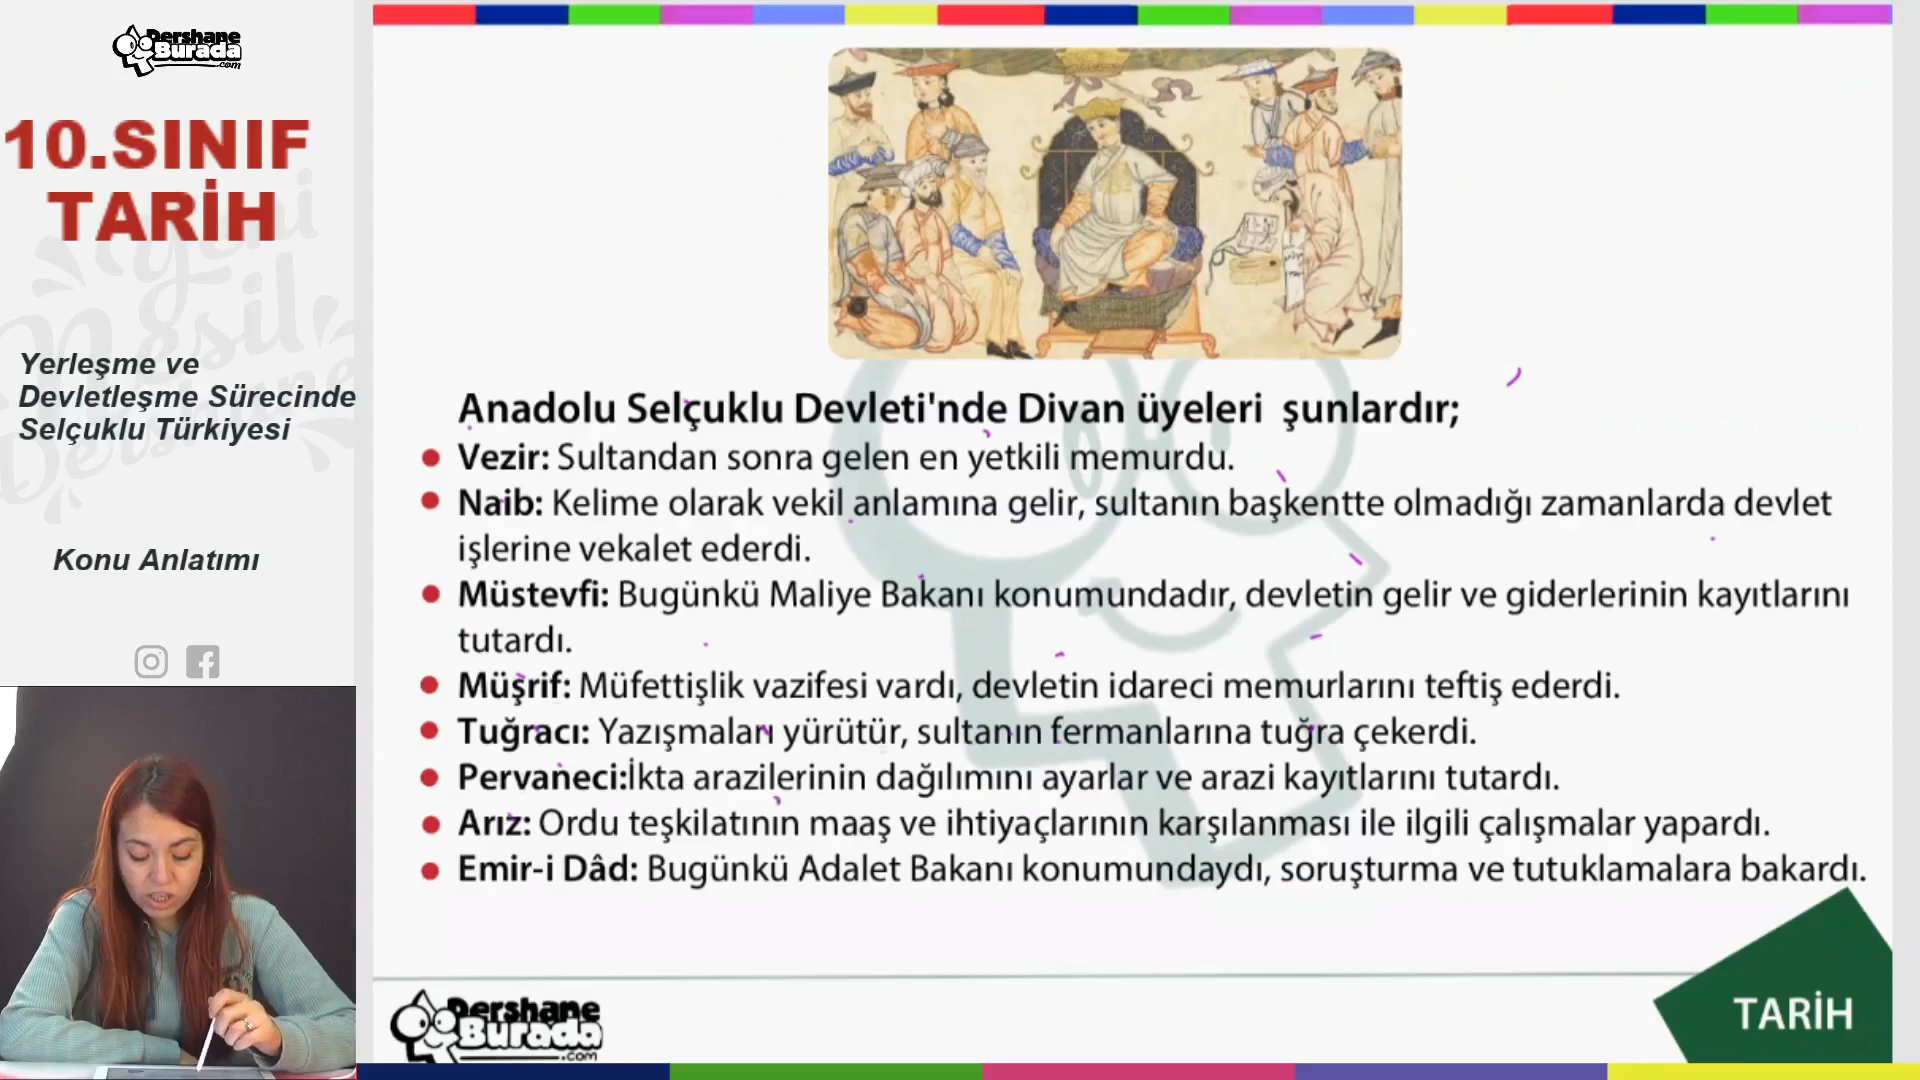 Dershane
Burada
.com
10.SINIF
TARİH
Yeni
Nesil
Dershane
Yerleşme ve
Devletleşme Sürecinde
Selçuklu Türkiyesi
Konu Anlatımı
Anadolu Selçuklu Devleti'nde Divan üyeleri şunlardır;
Vezir: Sultandan sonra gelen en yetkili memurdu.
Naib: Kelime olarak vekil anlamına gelir, sultanın başkentte olmadığı zamanlarda devlet
işlerine vekalet ederdi.
Müstevfi: Bugünkü Maliye Bakanı konumundadır, devletin gelir ve giderlerinin kayıtlarını
tutardı.
Müşrif: Müfettişlik vazifesi vardı, devletin idareci memurlarını teftiş ederdi.
Tuğracı: Yazışmaları yürütür, sultanın fermanlarına tuğra çekerdi.
Pervaneci:İkta arazilerinin dağılımını ayarlar ve arazi kayıtlarını tutardı.
Arız: Ordu teşkilatının maaş ve ihtiyaçlarının karşılanması ile ilgili çalışmalar yapardı.
Emir-i Dâd: Bugünkü Adalet Bakanı konumundaydı, soruşturma ve tutuklamalara bakardı.
Dershane
Burada
.com
TARİH